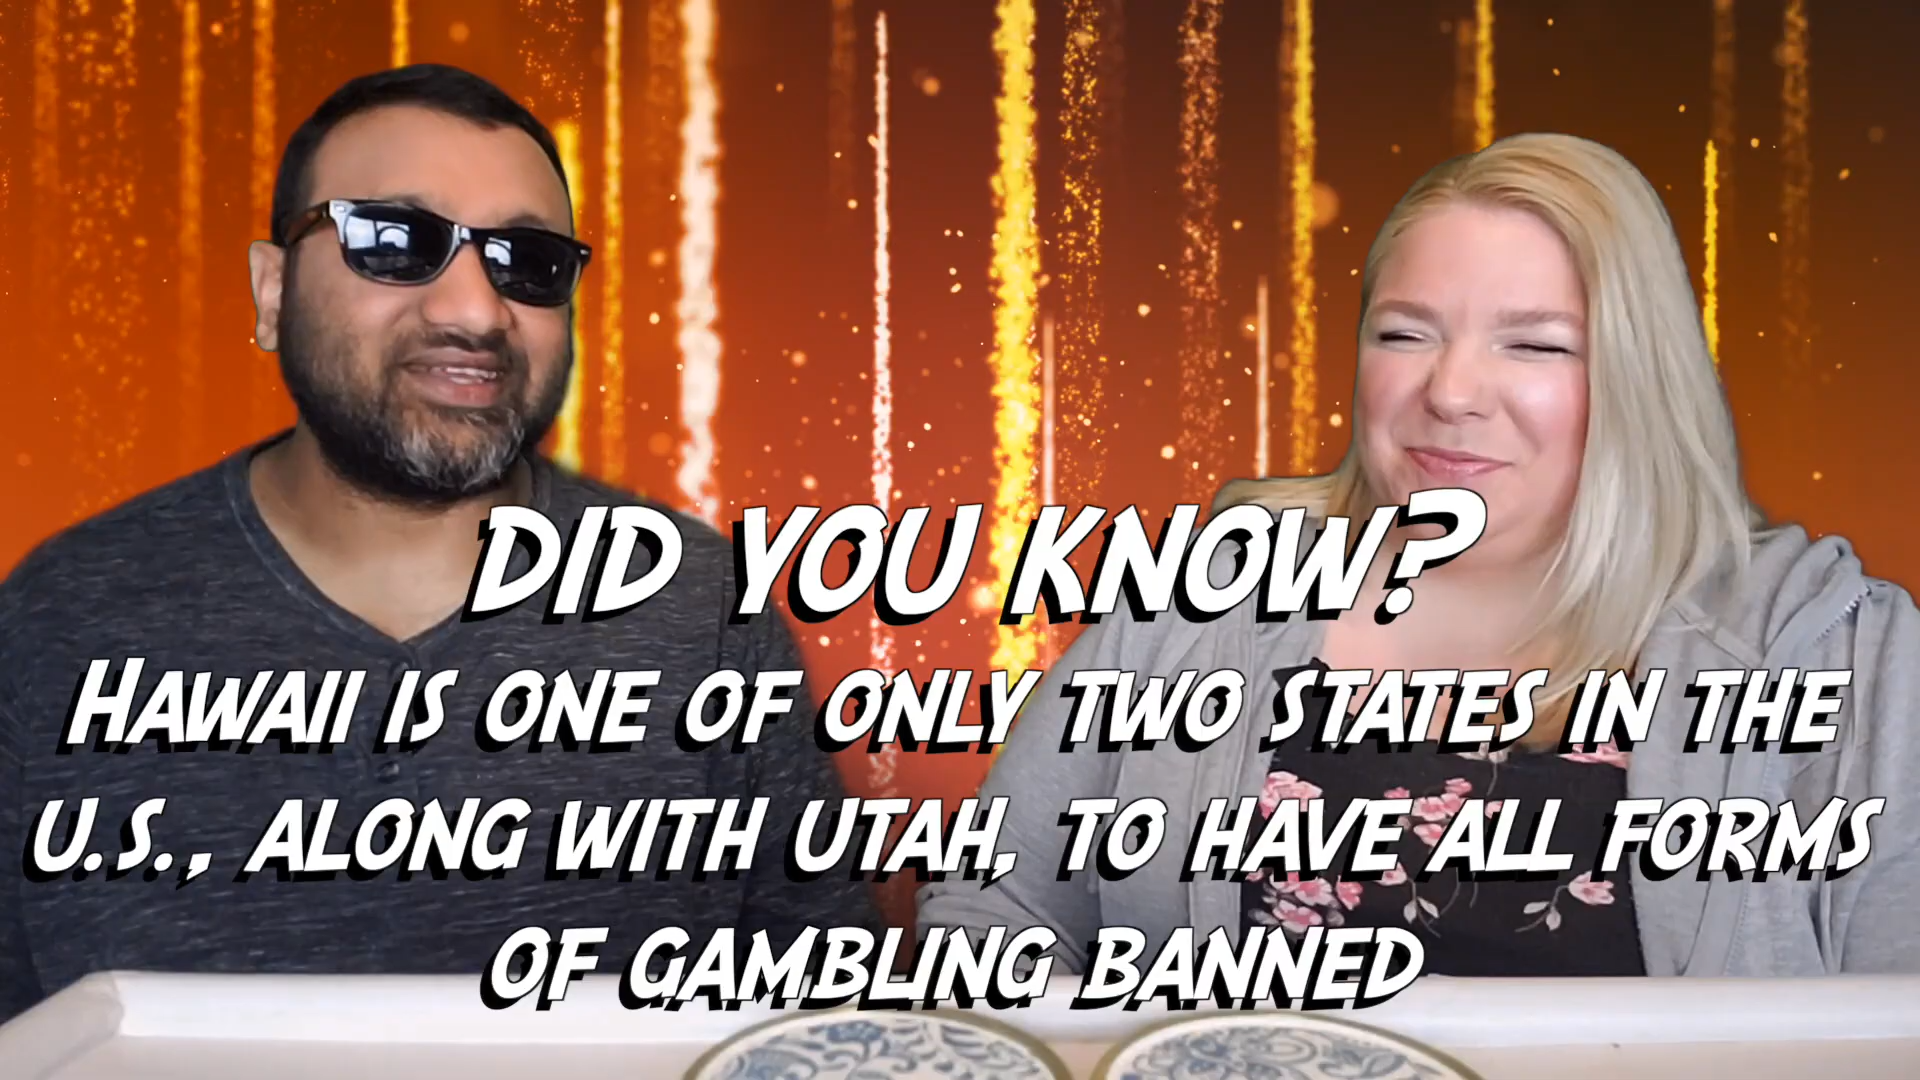 DID YOU KNOW?
HAWAII IS ONE OF ONLY TWO STATES IN THE
U.S., ALONG WITH UTAH, TO HAVE ALL FORMS
OF GAMBLING BANNED